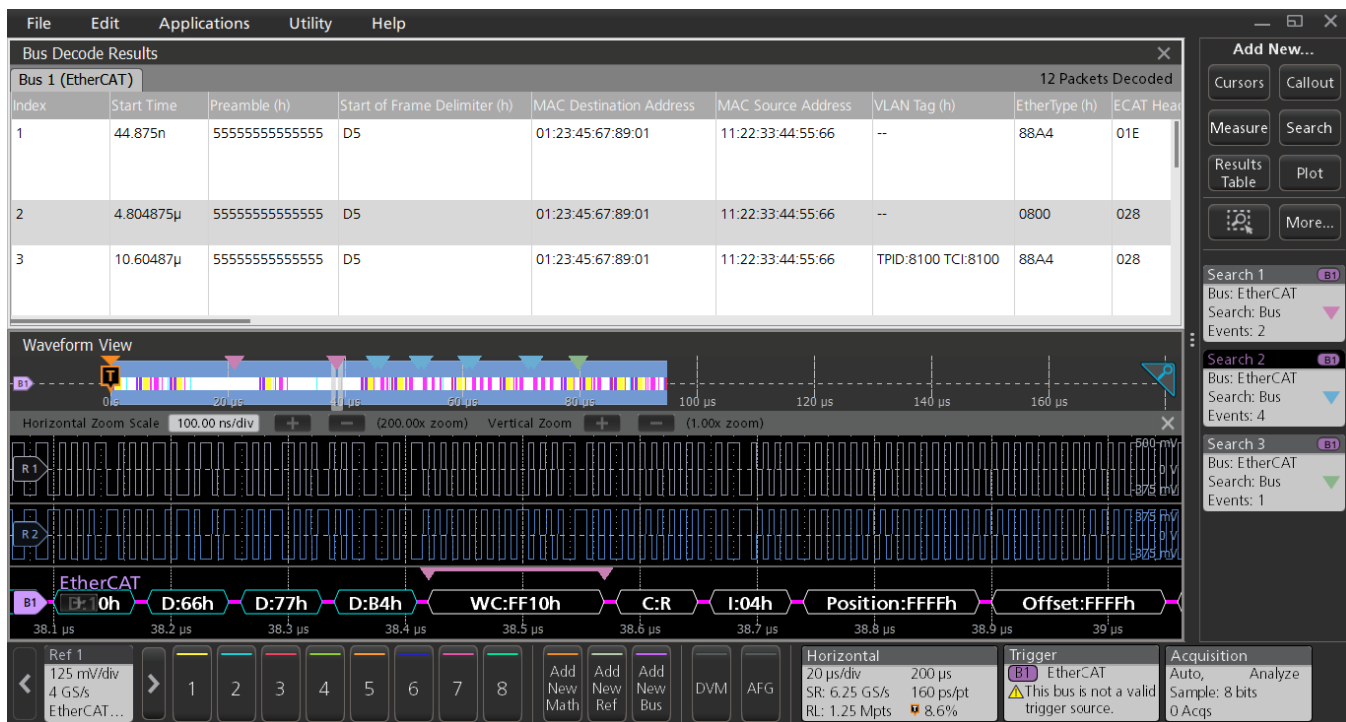 File Edit Applications Utility Help
Bus Decode Results
Bus 1 (EtherCAT) 12 Packets Decoded
Index Start Time Preamble (h) Start of Frame Delimiter (h) MAC Destination Address MAC Source Address VLAN Tag (h) EtherType (h) ECAT Head
1 44.875n 55555555555555 D5 01:23:45:67:89:01 11:22:33:44:55:66 -- 88A4 01E
2 4.804875µ 55555555555555 D5 01:23:45:67:89:01 11:22:33:44:55:66 -- 0800 028
3 10.60487µ 55555555555555 D5 01:23:45:67:89:01 11:22:33:44:55:66 TPID:8100 TCI:8100 88A4 028
Waveform View
T
B1
0 s 20 µs 40 µs 60 µs 80 µs 100 µs 120 µs 140 µs 160 µs
Horizontal Zoom Scale 100.00 ns/div + − (200.00x zoom) Vertical Zoom + − (1.00x zoom)
500 mV
R 1 0 V
-375 mV
375 mV
R 2
-375 mV
EtherCAT
B1 D:66h D:77h D:B4h WC:FF10h C:R I:04h Position:FFFFh Offset:FFFFh
38.1 µs 38.2 µs 38.3 µs 38.4 µs 38.5 µs 38.6 µs 38.7 µs 38.8 µs 38.9 µs 39 µs
Add New...
Cursors Callout
Measure Search
Results Table Plot
More...
Search 1 B1
Bus: EtherCAT
Search: Bus
Events: 2
Search 2 B1
Bus: EtherCAT
Search: Bus
Events: 4
Search 3 B1
Bus: EtherCAT
Search: Bus
Events: 1
Ref 1
125 mV/div
4 GS/s
EtherCAT...
1 2 3 4 5 6 7 8
Add New Math
Add New Ref
Add New Bus
DVM AFG
Horizontal
20 µs/div 200 µs
SR: 6.25 GS/s 160 ps/pt
RL: 1.25 Mpts 8.6%
Trigger
B1 EtherCAT
This bus is not a valid
trigger source.
Acquisition
Auto, Analyze
Sample: 8 bits
0 Acqs